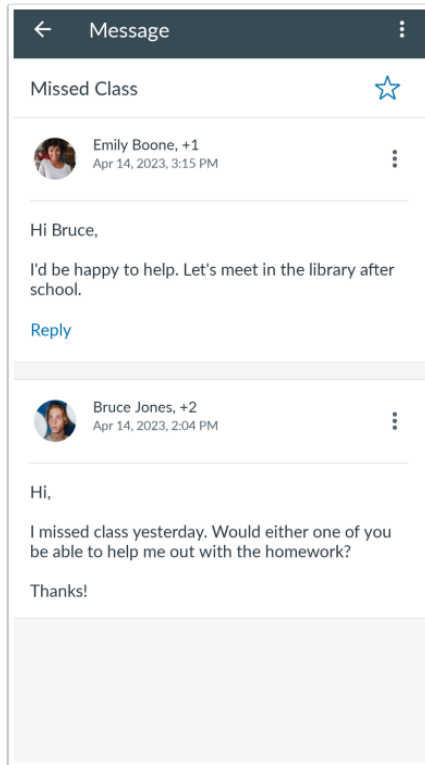 Message
Missed Class
Emily Boone, +1
Apr 14, 2023, 3:15 PM
Hi Bruce,
I'd be happy to help. Let's meet in the library after
school.
Reply
Bruce Jones, +2
Apr 14, 2023, 2:04 PM
Hi,
I missed class yesterday. Would either one of you
be able to help me out with the homework?
Thanks!